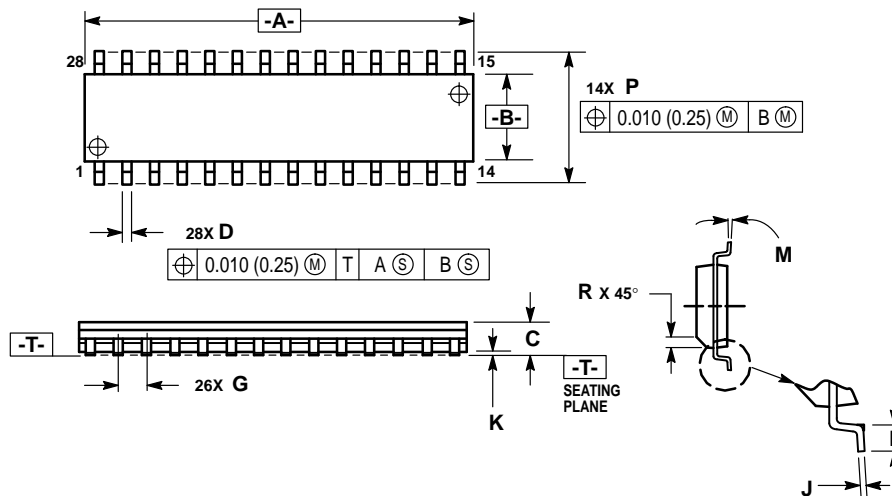 -A-
28
15
14X P
⌖ 0.010 (0.25) Ⓜ B Ⓜ
-B-
1
14
28X D
⌖ 0.010 (0.25) Ⓜ T A Ⓢ B Ⓢ
M
R X 45°
C
-T-
-T-
SEATING
PLANE
26X G
K
J